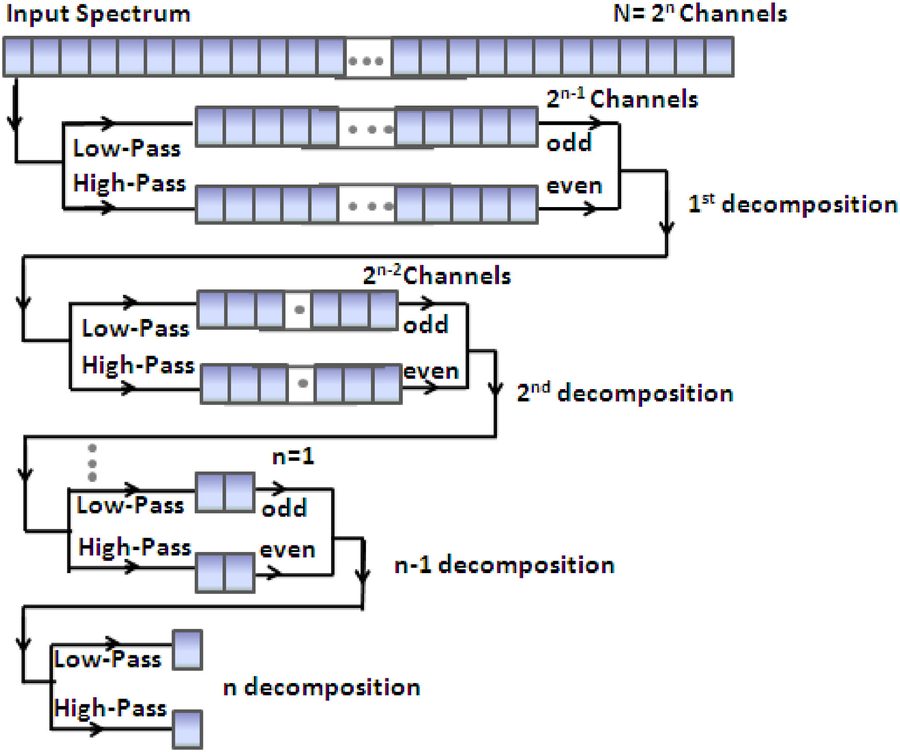 Input Spectrum
N= 2ⁿ Channels
2ⁿ⁻¹ Channels
Low-Pass
odd
High-Pass
even
1ˢᵗ decomposition
2ⁿ⁻² Channels
Low-Pass
odd
High-Pass
even
2ⁿᵈ decomposition
n=1
Low-Pass
odd
High-Pass
even
n-1 decomposition
Low-Pass
n decomposition
High-Pass